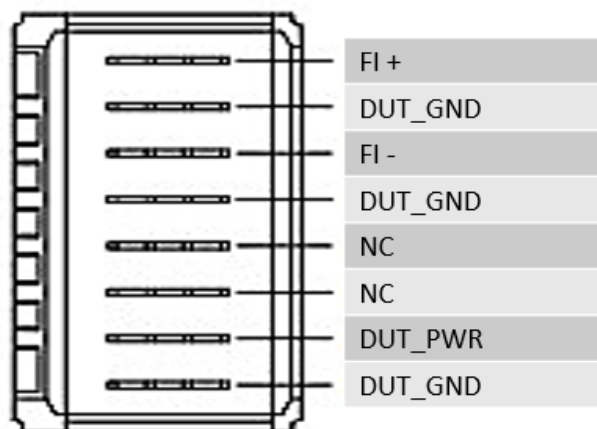 FI +
DUT_GND
FI -
DUT_GND
NC
NC
DUT_PWR
DUT_GND